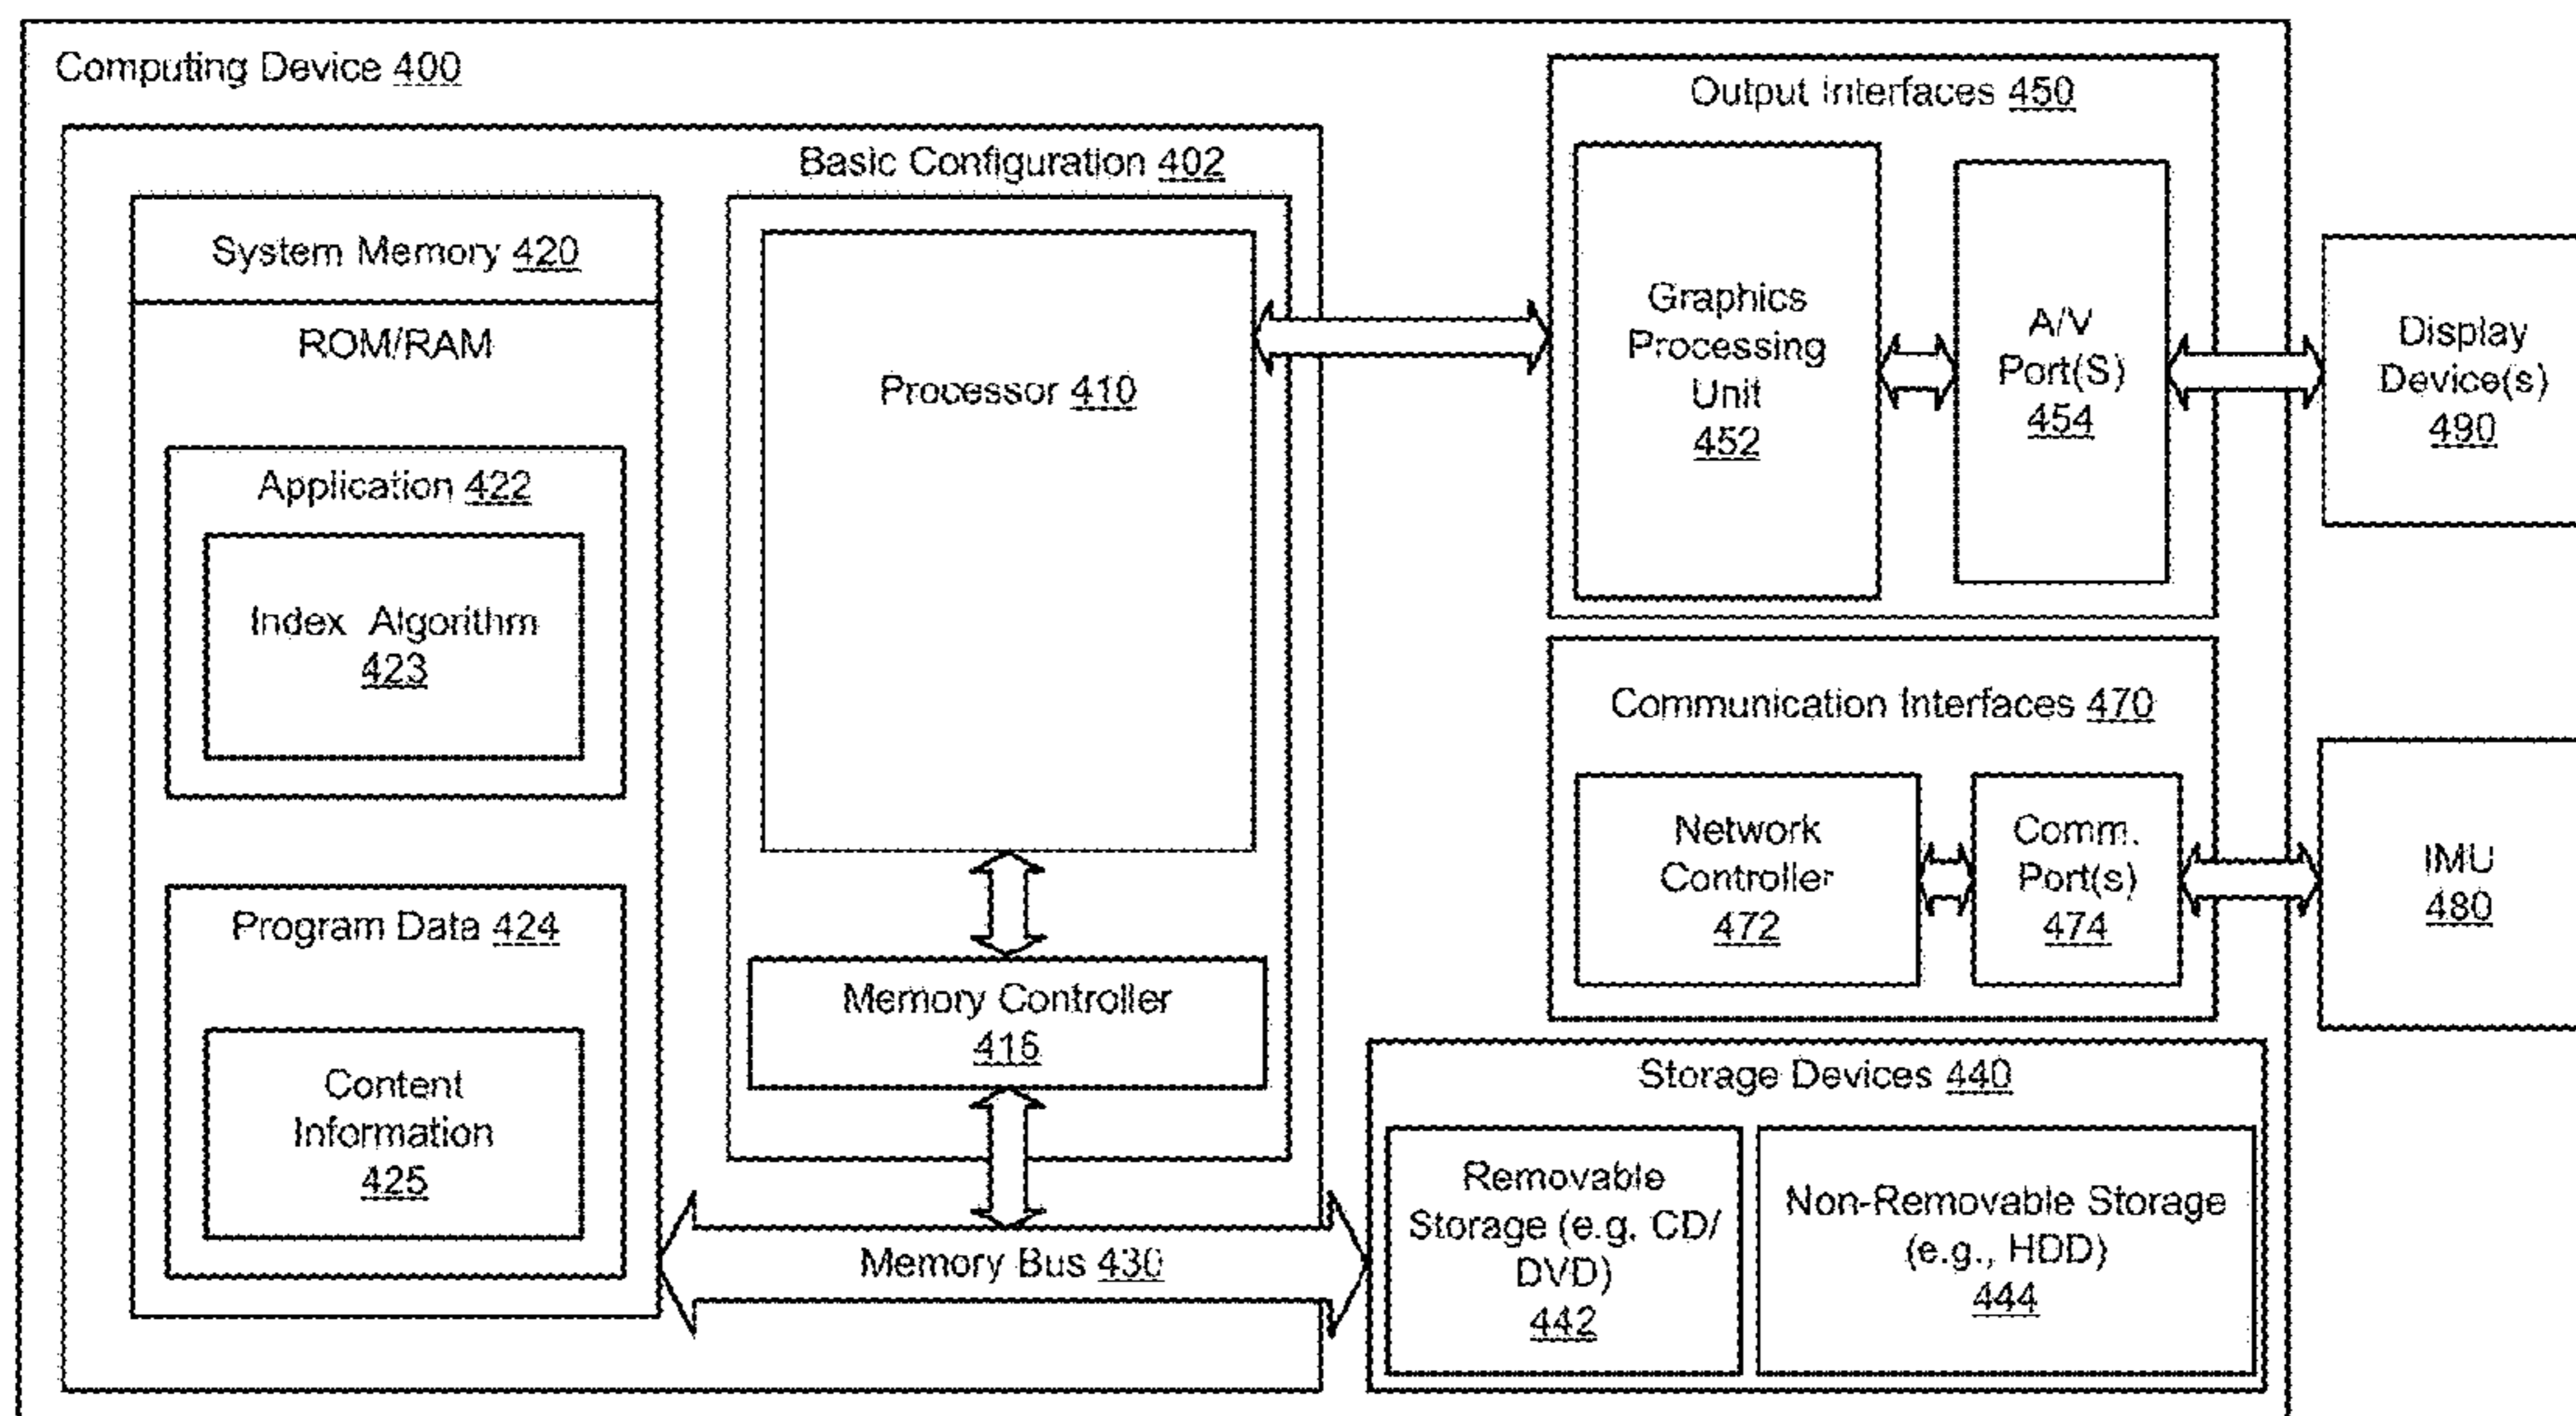 Computing Device 400
Basic Configuration 402
System Memory 420
ROM/RAM
Application 422
Index Algorithm
423
Program Data 424
Content
Information
425
Processor 410
Memory Controller
416
Memory Bus 430
Output Interfaces 450
Graphics
Processing
Unit
452
A/V
Port(S)
454
Display
Device(s)
490
Communication Interfaces 470
Network
Controller
472
Comm.
Port(s)
474
IMU
480
Storage Devices 440
Removable
Storage (e.g. CD/
DVD)
442
Non-Removable Storage
(e.g., HDD)
444